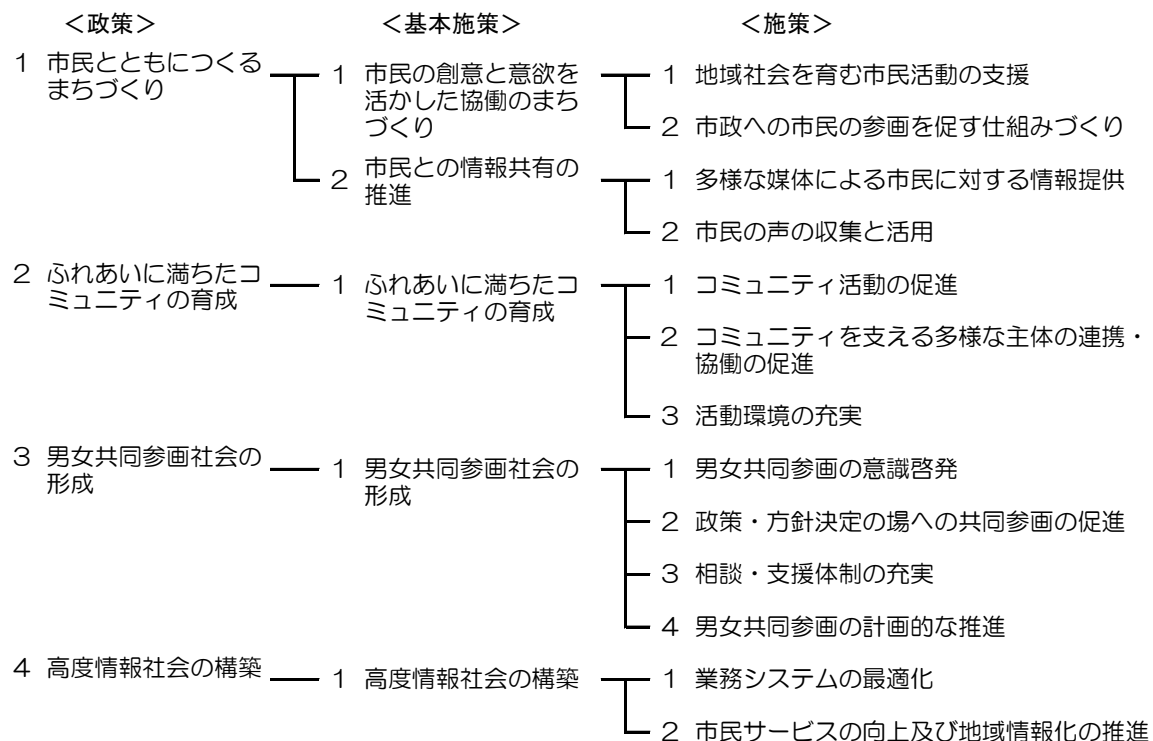 ＜政策＞ ＜基本施策＞ ＜施策＞
1 市民とともにつくる
まちづくり
1 市民の創意と意欲を
活かした協働のまち
づくり
1 地域社会を育む市民活動の支援
2 市政への市民の参画を促す仕組みづくり
2 市民との情報共有の
推進
1 多様な媒体による市民に対する情報提供
2 市民の声の収集と活用
2 ふれあいに満ちたコ
ミュニティの育成
1 ふれあいに満ちたコ
ミュニティの育成
1 コミュニティ活動の促進
2 コミュニティを支える多様な主体の連携・
協働の促進
3 活動環境の充実
3 男女共同参画社会の
形成
1 男女共同参画社会の
形成
1 男女共同参画の意識啓発
2 政策・方針決定の場への共同参画の促進
3 相談・支援体制の充実
4 男女共同参画の計画的な推進
4 高度情報社会の構築
1 高度情報社会の構築
1 業務システムの最適化
2 市民サービスの向上及び地域情報化の推進